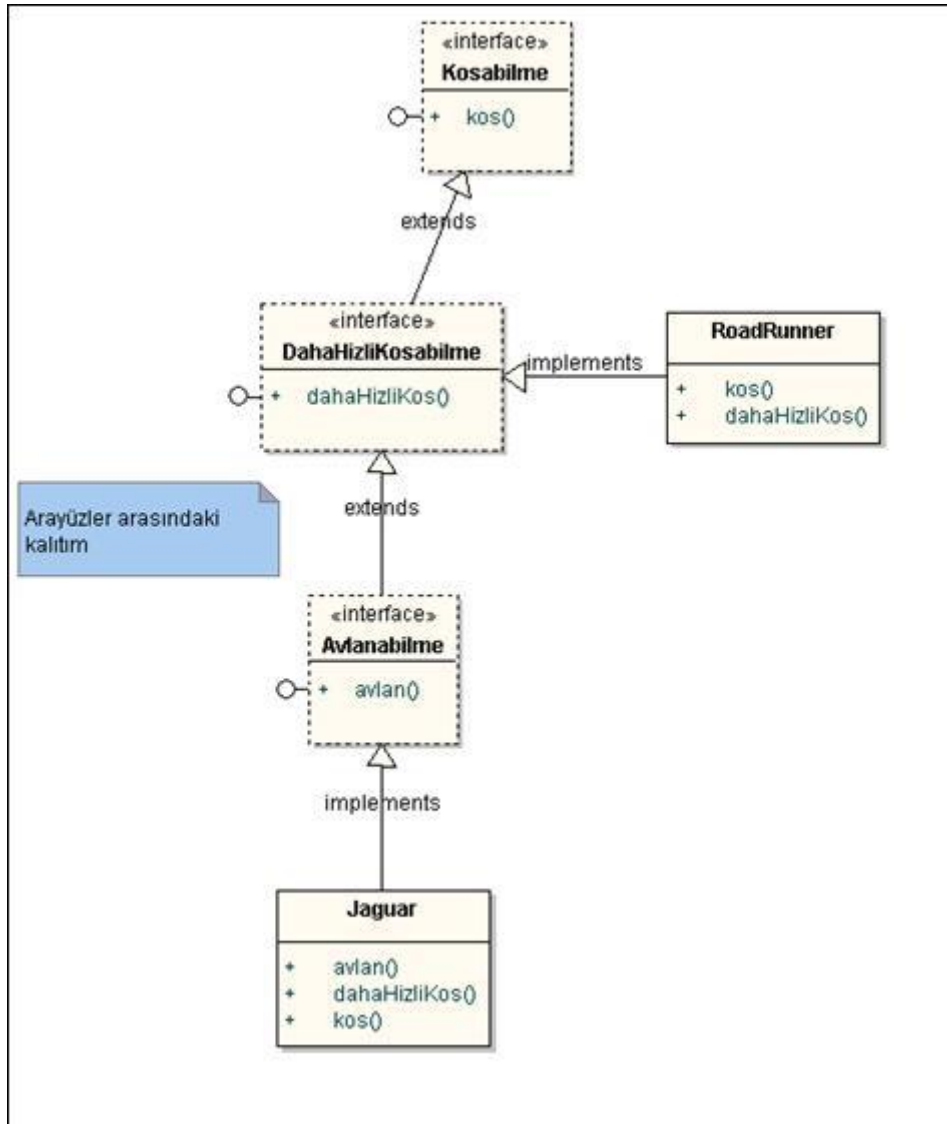 «interface»
Kosabilme
+ kos()
extends
«interface»
DahaHizliKosabilme
+ dahaHizliKos()
implements
RoadRunner
+ kos()
+ dahaHizliKos()
extends
Arayüzler arasındaki
kalıtım
«interface»
Avlanabilme
+ avlan()
implements
Jaguar
+ avlan()
+ dahaHizliKos()
+ kos()